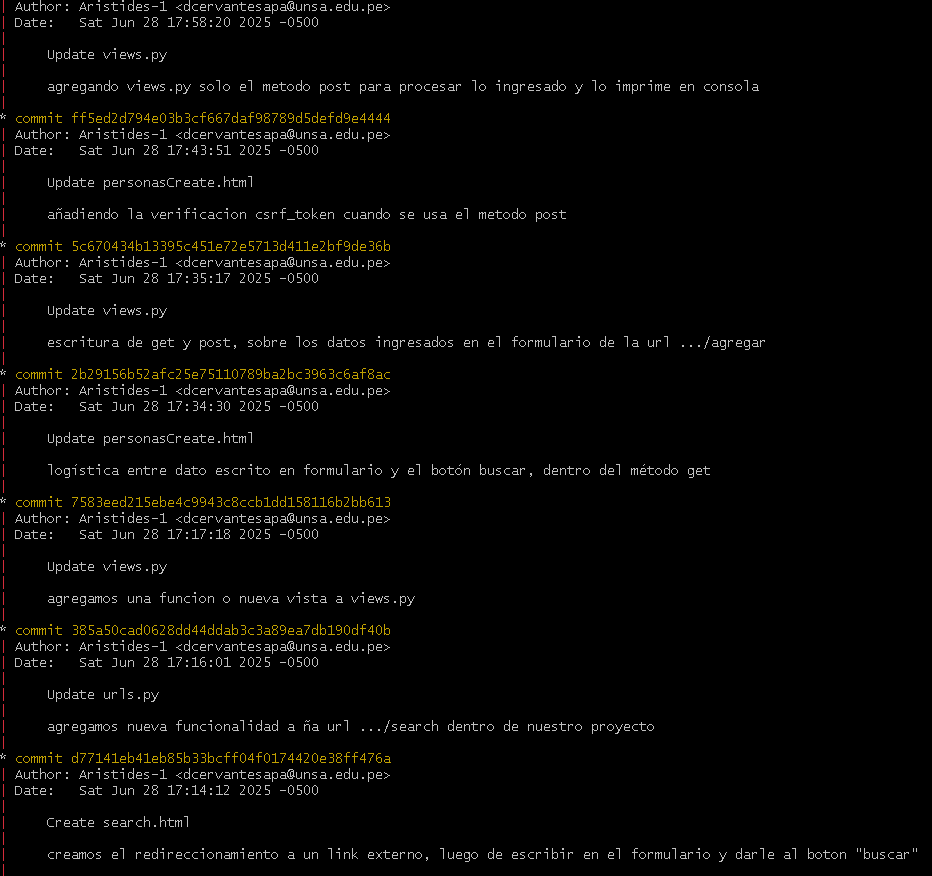 | Author: Aristides-1 <dcervantesapa@unsa.edu.pe>
| Date:   Sat Jun 28 17:58:20 2025 -0500
|
|     Update views.py
|
|     agregando views.py solo el metodo post para procesar lo ingresado y lo imprime en consola
|
* commit ff5ed2d794e03b3cf667daf98789d5defd9e4444
| Author: Aristides-1 <dcervantesapa@unsa.edu.pe>
| Date:   Sat Jun 28 17:43:51 2025 -0500
|
|     Update personasCreate.html
|
|     añadiendo la verificacion csrf_token cuando se usa el metodo post
|
* commit 5c670434b13395c451e72e5713d411e2bf9de36b
| Author: Aristides-1 <dcervantesapa@unsa.edu.pe>
| Date:   Sat Jun 28 17:35:17 2025 -0500
|
|     Update views.py
|
|     escritura de get y post, sobre los datos ingresados en el formulario de la url .../agregar
|
* commit 2b29156b52afc25e75110789ba2bc3963c6af8ac
| Author: Aristides-1 <dcervantesapa@unsa.edu.pe>
| Date:   Sat Jun 28 17:34:30 2025 -0500
|
|     Update personasCreate.html
|
|     logística entre dato escrito en formulario y el botón buscar, dentro del método get
|
* commit 7583eed215ebe4c9943c8ccb1dd158116b2bb613
| Author: Aristides-1 <dcervantesapa@unsa.edu.pe>
| Date:   Sat Jun 28 17:17:18 2025 -0500
|
|     Update views.py
|
|     agregamos una funcion o nueva vista a views.py
|
* commit 385a50cad0628dd44ddab3c3a89ea7db190df40b
| Author: Aristides-1 <dcervantesapa@unsa.edu.pe>
| Date:   Sat Jun 28 17:16:01 2025 -0500
|
|     Update urls.py
|
|     agregamos nueva funcionalidad a ña url .../search dentro de nuestro proyecto
|
* commit d77141eb41eb85b33bcff04f0174420e38ff476a
| Author: Aristides-1 <dcervantesapa@unsa.edu.pe>
| Date:   Sat Jun 28 17:14:12 2025 -0500
|
|     Create search.html
|
|     creamos el redireccionamiento a un link externo, luego de escribir en el formulario y darle al boton "buscar"
|